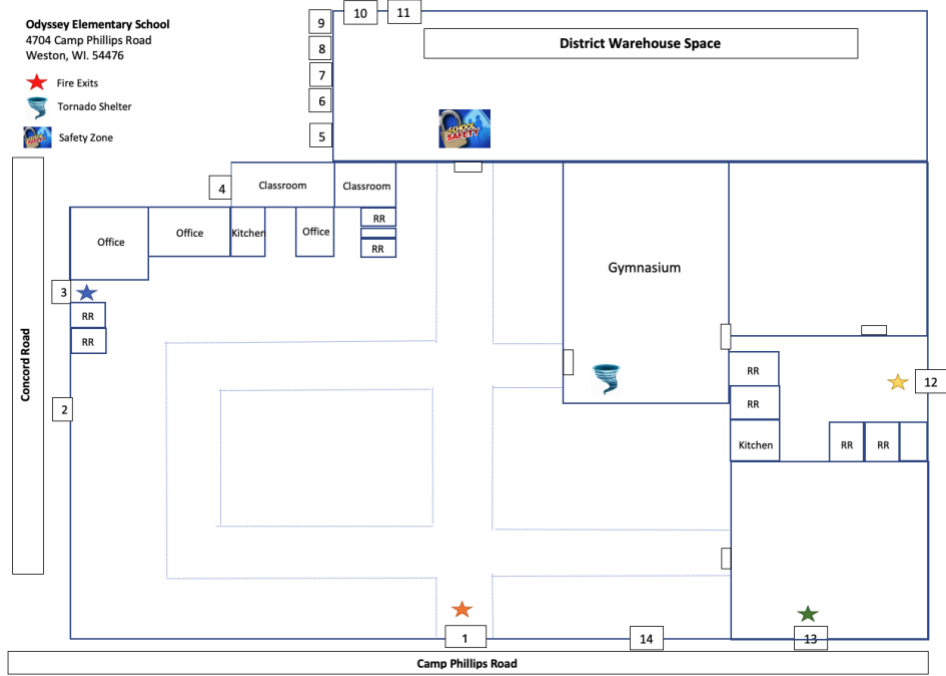 Odyssey Elementary School
4704 Camp Phillips Road
Weston, WI. 54476
Fire Exits
Tornado Shelter
Safety Zone
9
10
11
8
7
6
5
District Warehouse Space
SCHOOL
SAFETY
4
Classroom
Classroom
Office
Office
Kitchen
Office
RR
RR
Gymnasium
3
RR
RR
Concord Road
2
RR
RR
Kitchen
RR
RR
12
1
14
13
Camp Phillips Road